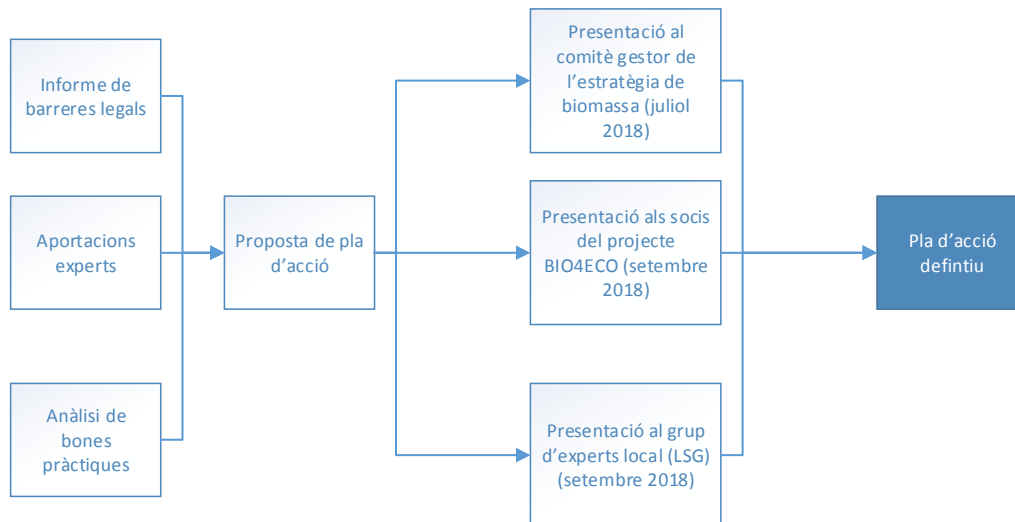 Informe de
barreres legals
Aportacions
experts
Anàlisi de
bones
pràctiques
Proposta de pla
d'acció
Presentació al
comitè gestor de
l'estratègia de
biomassa (juliol
2018)
Presentació als socis
del projecte
BIO4ECO (setembre
2018)
Presentació al grup
d'experts local (LSG)
(setembre 2018)
Pla d'acció
defintiu